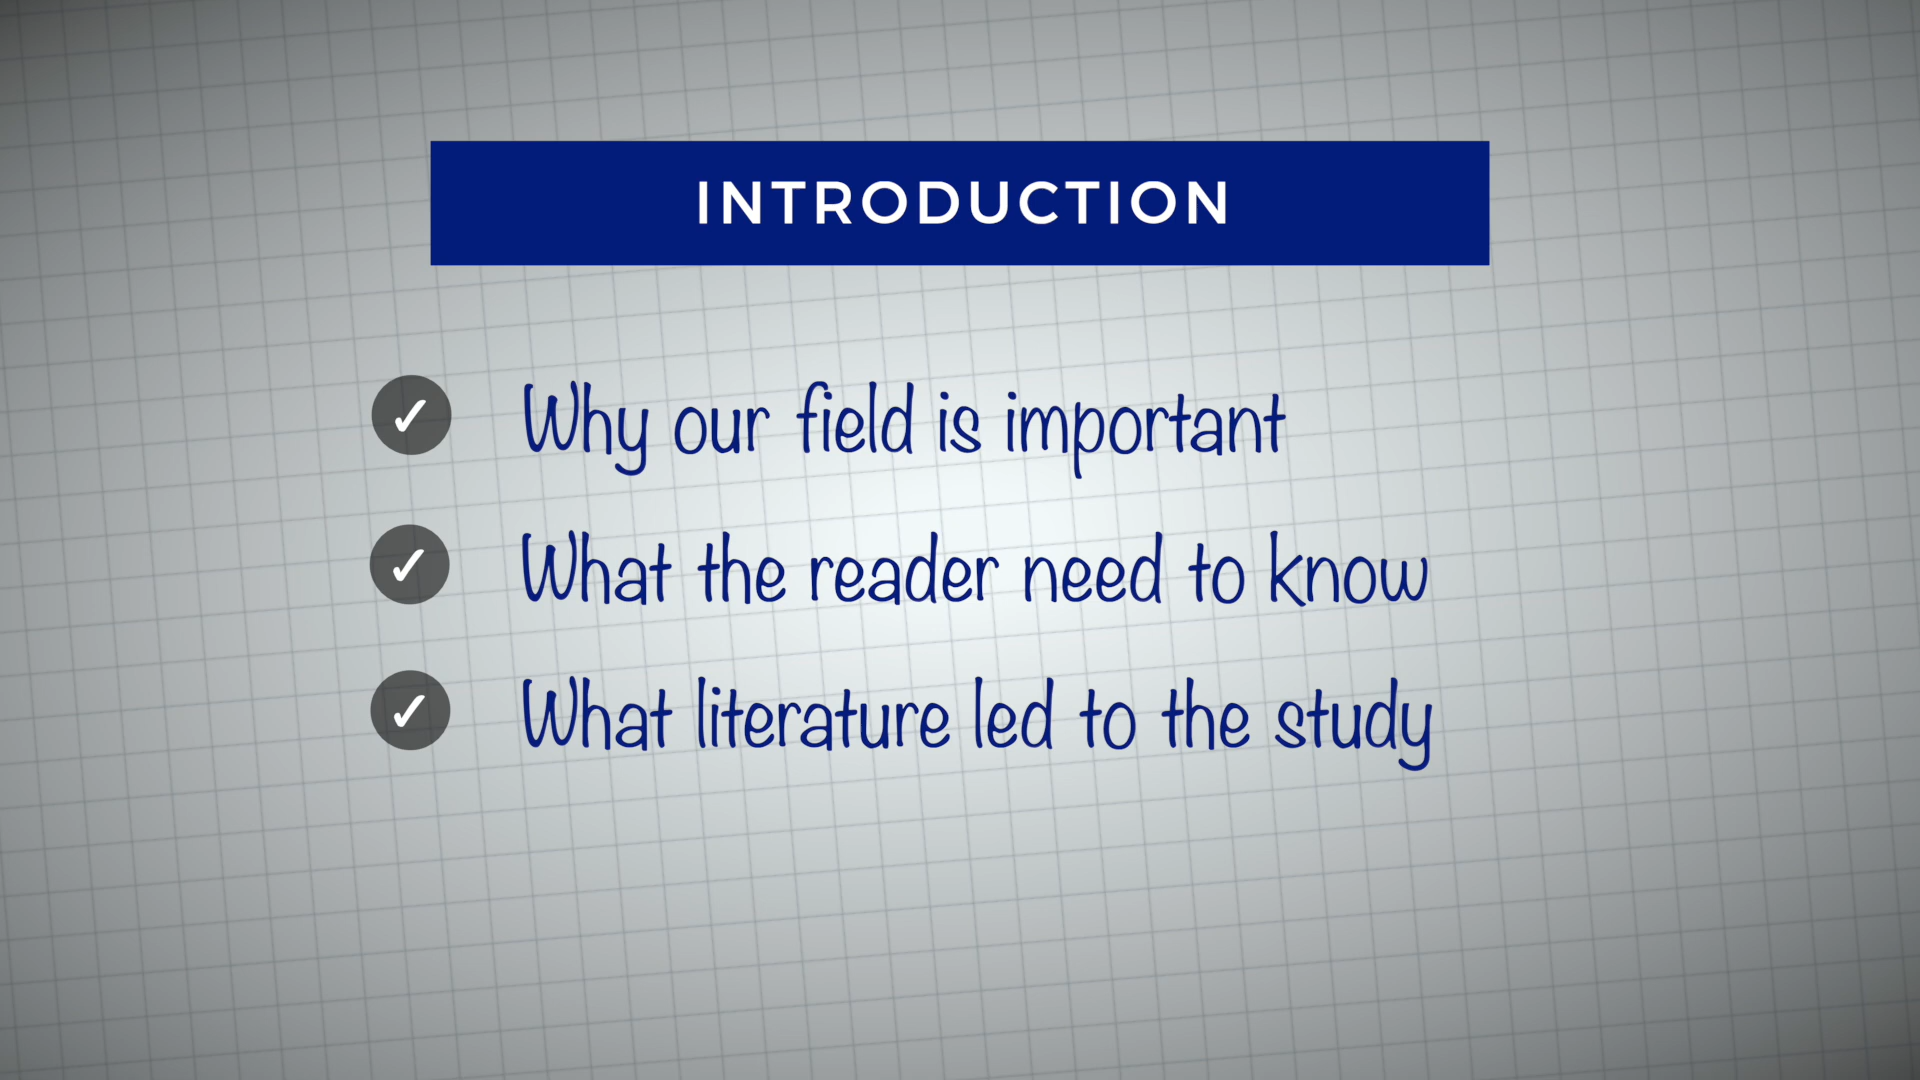 INTRODUCTION
✓ Why our field is important
✓ What the reader need to know
✓ What literature led to the study